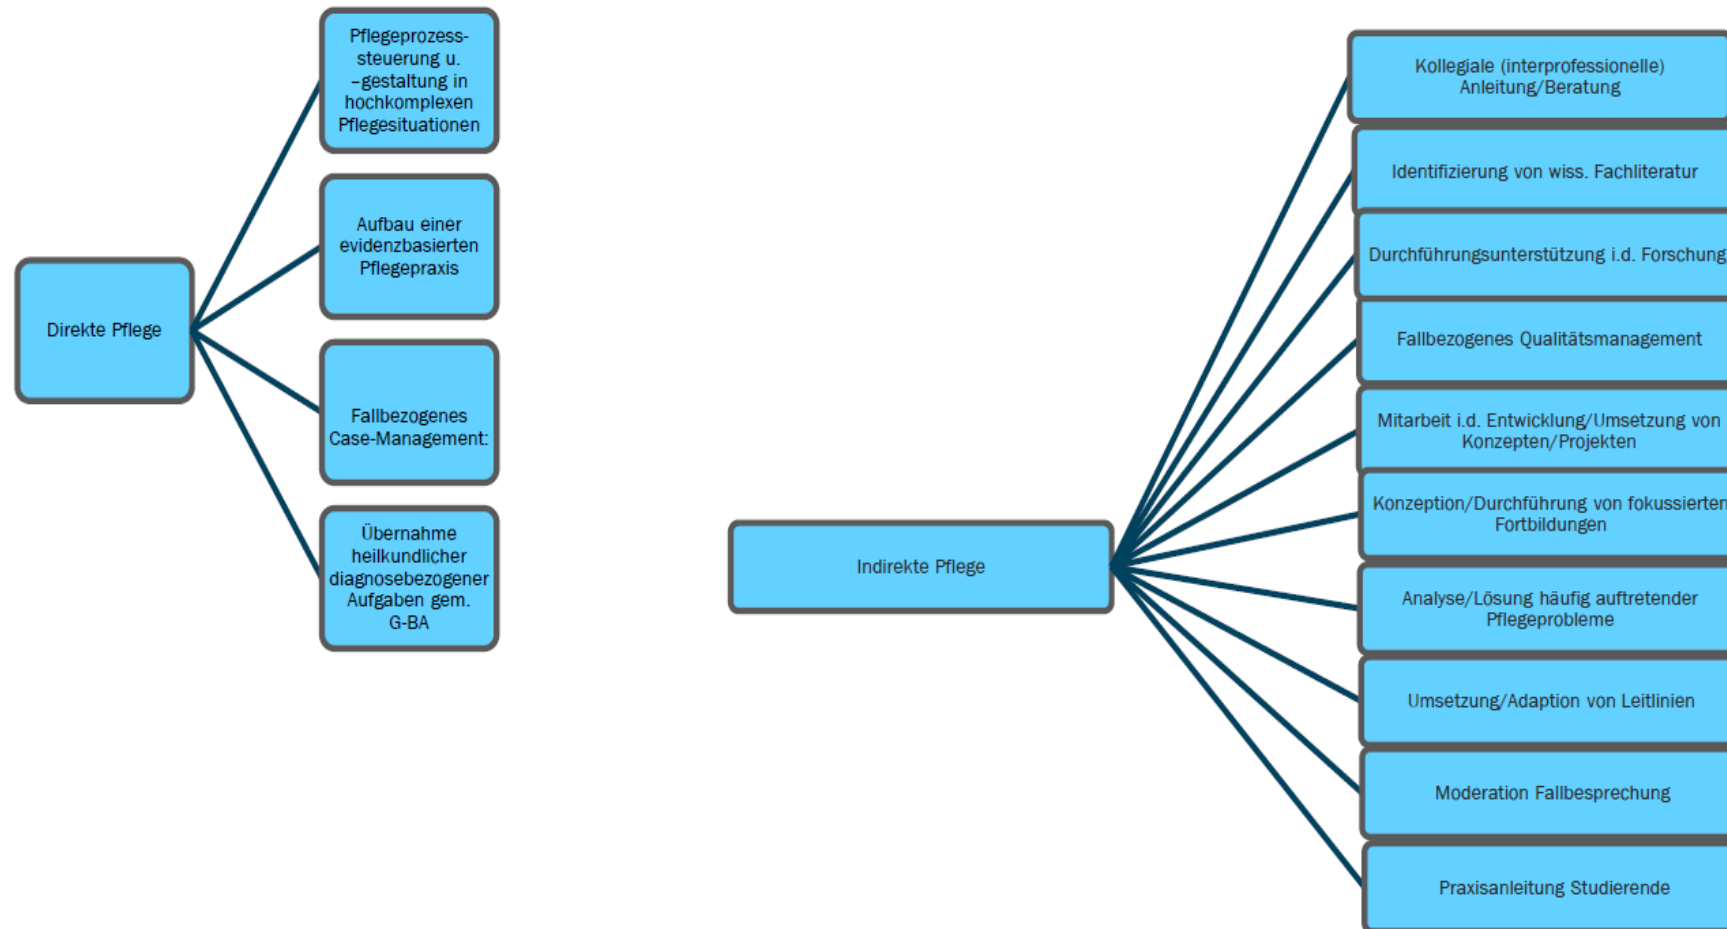 Direkte Pflege
Pflegeprozess-
steuerung u.
–gestaltung in
hochkomplexen
Pflegesituationen
Aufbau einer
evidenzbasierten
Pflegepraxis
Fallbezogenes
Case-Management:
Übernahme
heilkundlicher
diagnosebezogener
Aufgaben gem.
G-BA
Indirekte Pflege
Kollegiale (interprofessionelle)
Anleitung/Beratung
Identifizierung von wiss. Fachliteratur
Durchführungsunterstützung i.d. Forschung
Fallbezogenes Qualitätsmanagement
Mitarbeit i.d. Entwicklung/Umsetzung von
Konzepten/Projekten
Konzeption/Durchführung von fokussierten
Fortbildungen
Analyse/Lösung häufig auftretender
Pflegeprobleme
Umsetzung/Adaption von Leitlinien
Moderation Fallbesprechung
Praxisanleitung Studierende